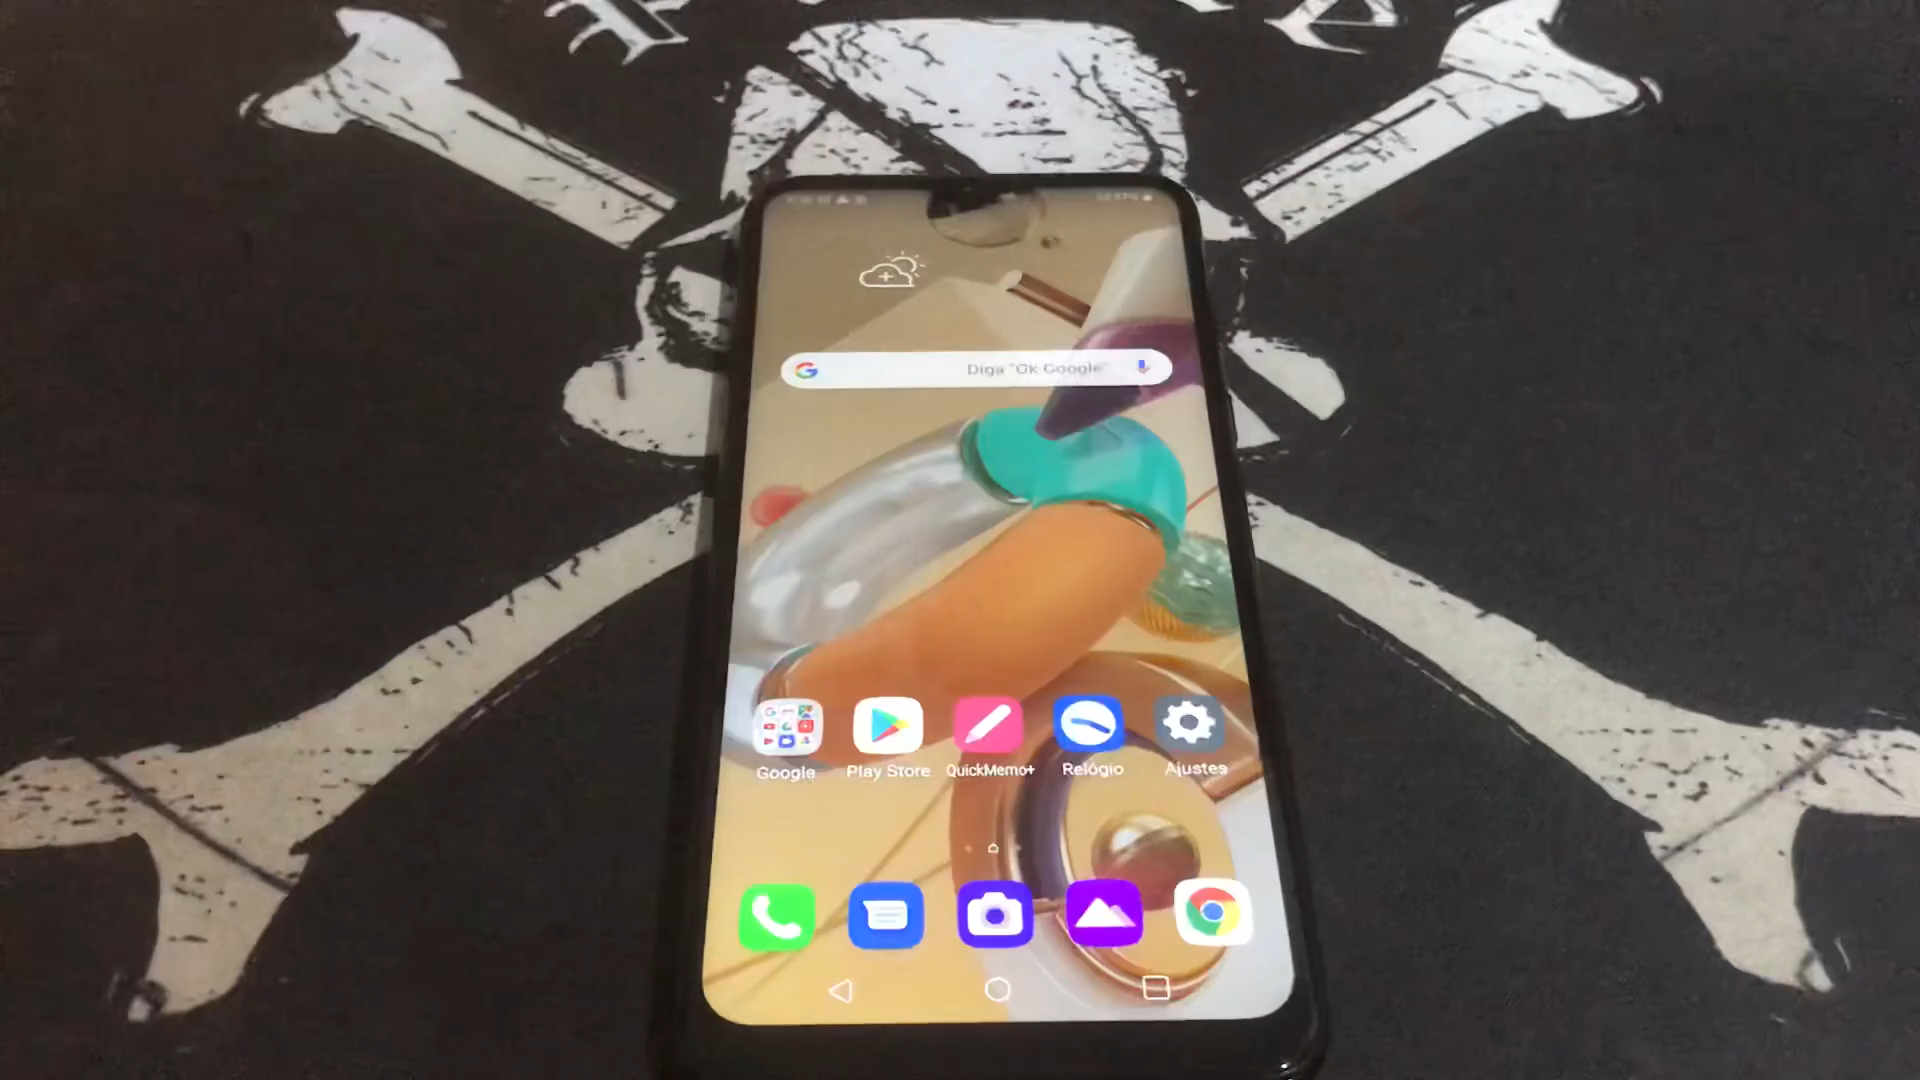 Diga "Ok Google"
Google
Play Store
QuickMemo+
Relógio
Ajustes